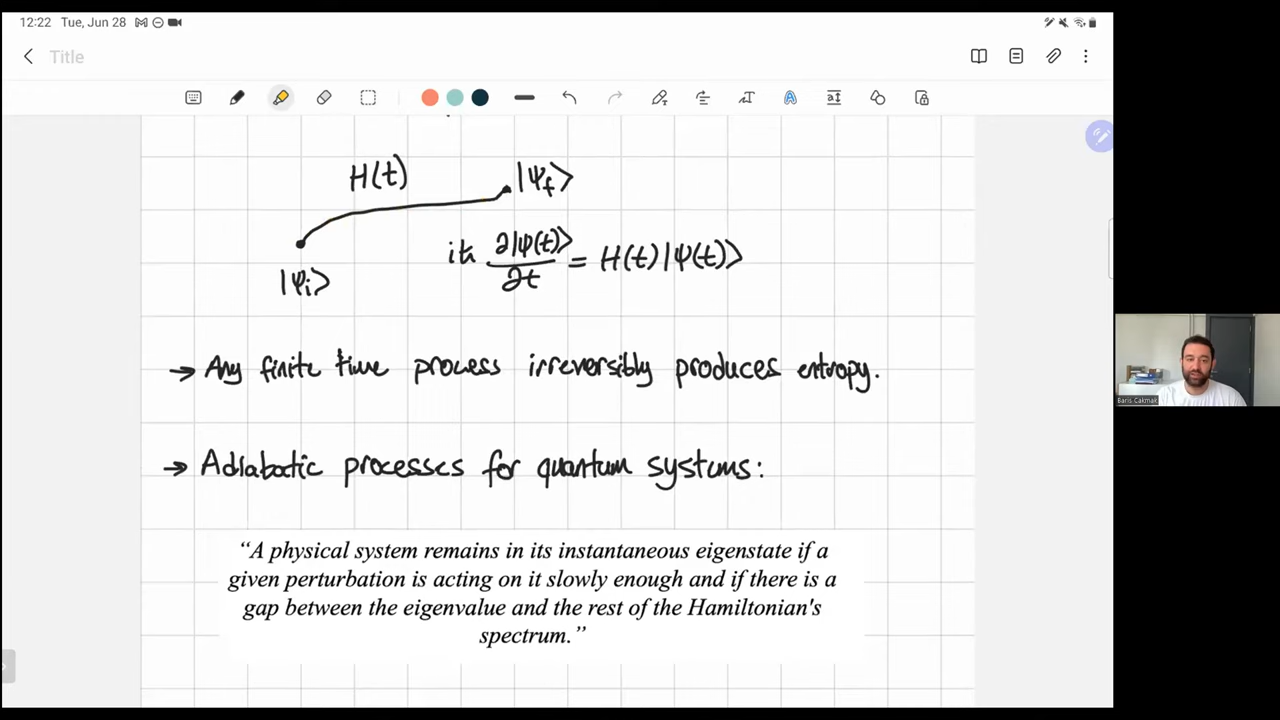 12:22 Tue, Jun 28
Title
H(t)
|ψf⟩
|ψi⟩
iħ ∂|ψ(t)⟩/∂t = H(t)|ψ(t)⟩
→ Any finite time process irreversibly produces entropy.
→ Adiabatic processes for quantum systems:
“A physical system remains in its instantaneous eigenstate if a
given perturbation is acting on it slowly enough and if there is a
gap between the eigenvalue and the rest of the Hamiltonian's
spectrum.”
Baris Cakmak